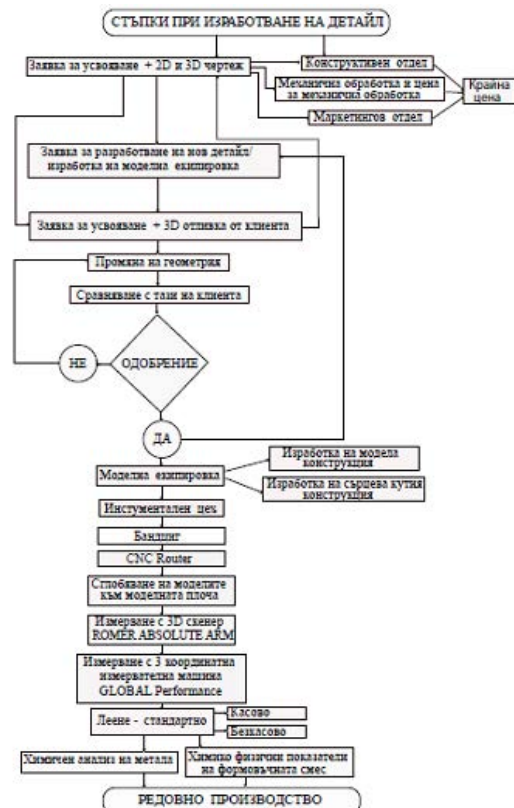 СТЪПКИ ПРИ ИЗРАБОТВАНЕ НА ДЕТАЙЛ
Заявка за усвояване + 2D и 3D чертеж
Конструктивен отдел
Механична обработка и цена
за механична обработка
Маркетингов отдел
Крайна
цена
Заявка за разработване на нов детайл/
изработка на моделна екипировка
Заявка за усвояване + 3D отливка от клиента
Промяна на геометрия
Сравняване с тази на клиента
НЕ
ОДОБРЕНИЕ
ДА
Моделна екипировка
Изработка на модела
конструкция
Изработка на сърцева кутия
конструкция
Инстументален цех
Бандциг
CNC Router
Сглобяване на моделите
към моделната плоча
Измерване с 3D скенер
ROMER ABSOLUTE ARM
Измерване с 3 координатна
измервателна машина
GLOBAL Performance
Леене - стандартно
Касово
Безкасово
Химичен анализ на метала
Химико физични показатели
на формовъчната смес
РЕДОВНО ПРОИЗВОДСТВО